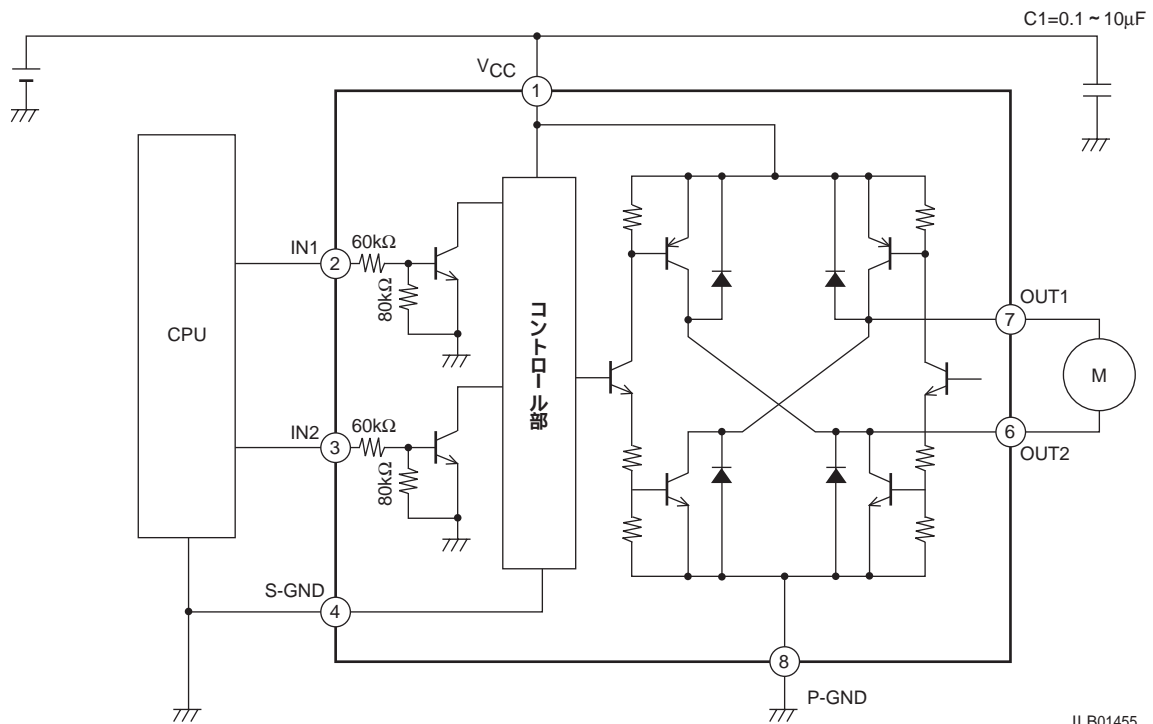 C1=0.1 ~ 10μF
VCC
1
CPU
IN1
2
60kΩ
80kΩ
IN2
3
60kΩ
80kΩ
コントロール部
OUT1
7
M
6
OUT2
S-GND
4
8
P-GND
ILB01455